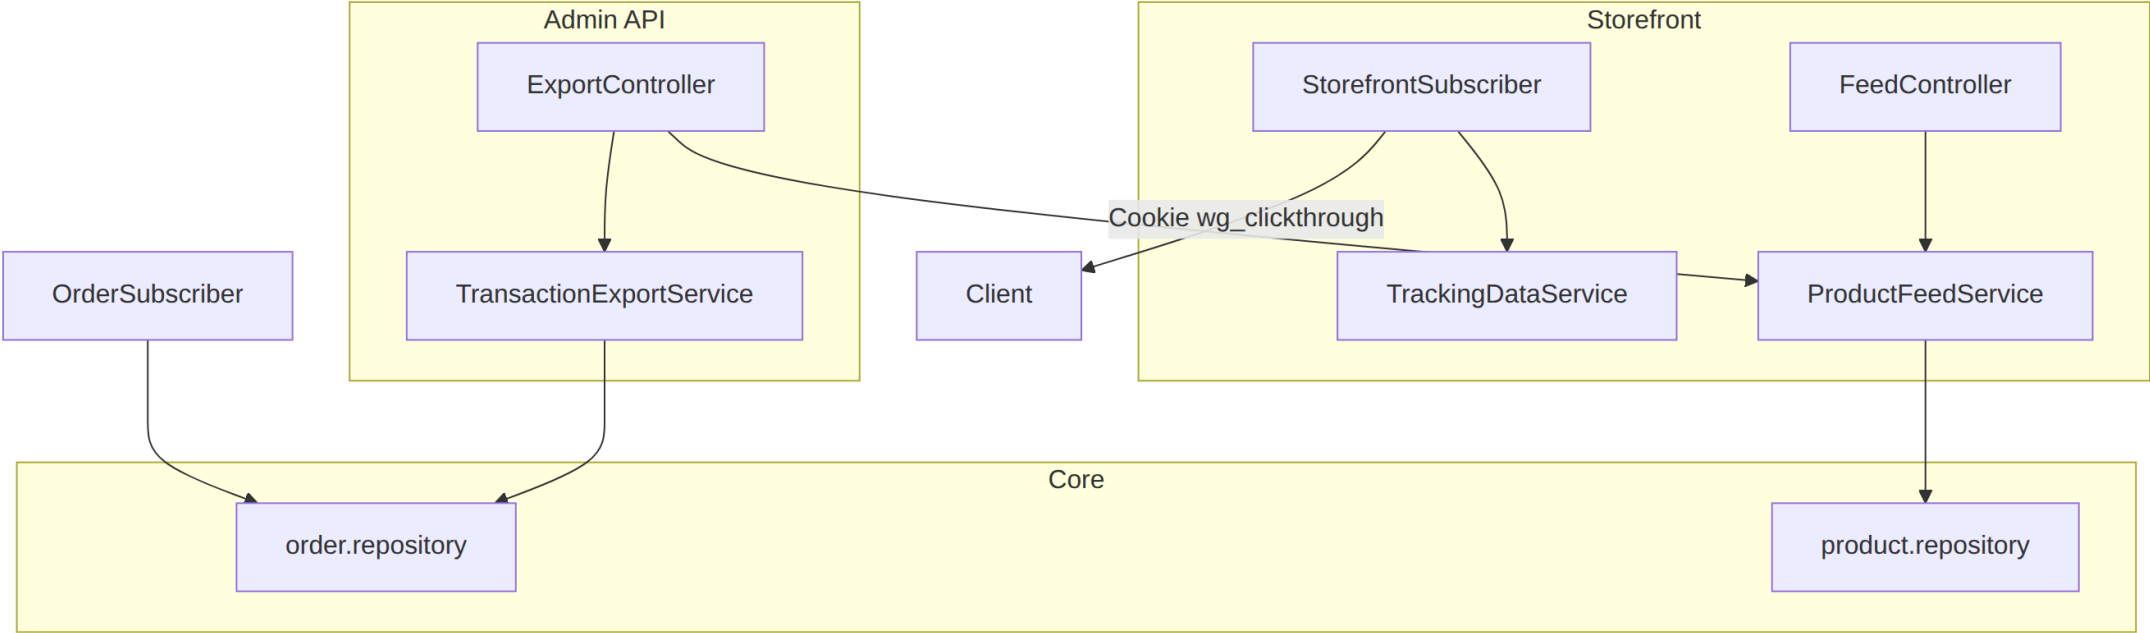 Admin API
Storefront
ExportController
StorefrontSubscriber
FeedController
Cookie wg_clickthrough
OrderSubscriber
TransactionExportService
Client
TrackingDataService
ProductFeedService
Core
order.repository
product.repository